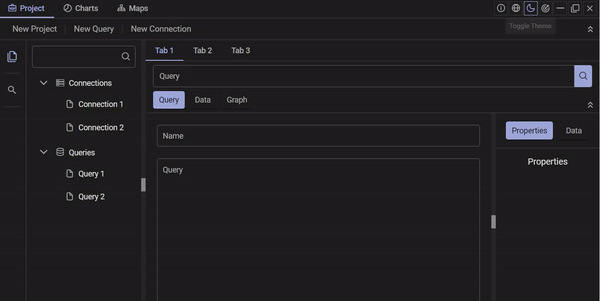 Project Charts Maps
Toggle Theme
New Project New Query New Connection
Tab 1 Tab 2 Tab 3
Query
Connections
Connection 1
Connection 2
Queries
Query 1
Query 2
Query Data Graph
Name
Query
Properties Data
Properties